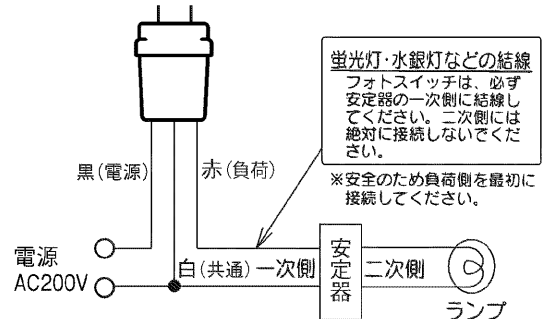 蛍光灯・水銀灯などの結線
フォトスイッチは、必ず
安定器の一次側に結線し
てください。二次側には
絶対に接続しないでくだ
さい。
※安全のため負荷側を最初に
接続してください。
黒(電源)
赤(負荷)
電源
AC200V
白(共通)
一次側
安定器
二次側
ランプ